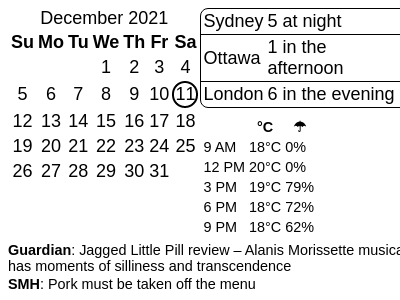 December 2021
Su Mo Tu We Th Fr Sa
1 2 3 4
5 6 7 8 9 10 11
12 13 14 15 16 17 18
19 20 21 22 23 24 25
26 27 28 29 30 31
Sydney 5 at night
Ottawa 1 in the
afternoon
London 6 in the evening
°C ☂
9 AM 18°C 0%
12 PM 20°C 0%
3 PM 19°C 79%
6 PM 18°C 72%
9 PM 18°C 62%
Guardian: Jagged Little Pill review – Alanis Morissette musica
has moments of silliness and transcendence
SMH: Pork must be taken off the menu